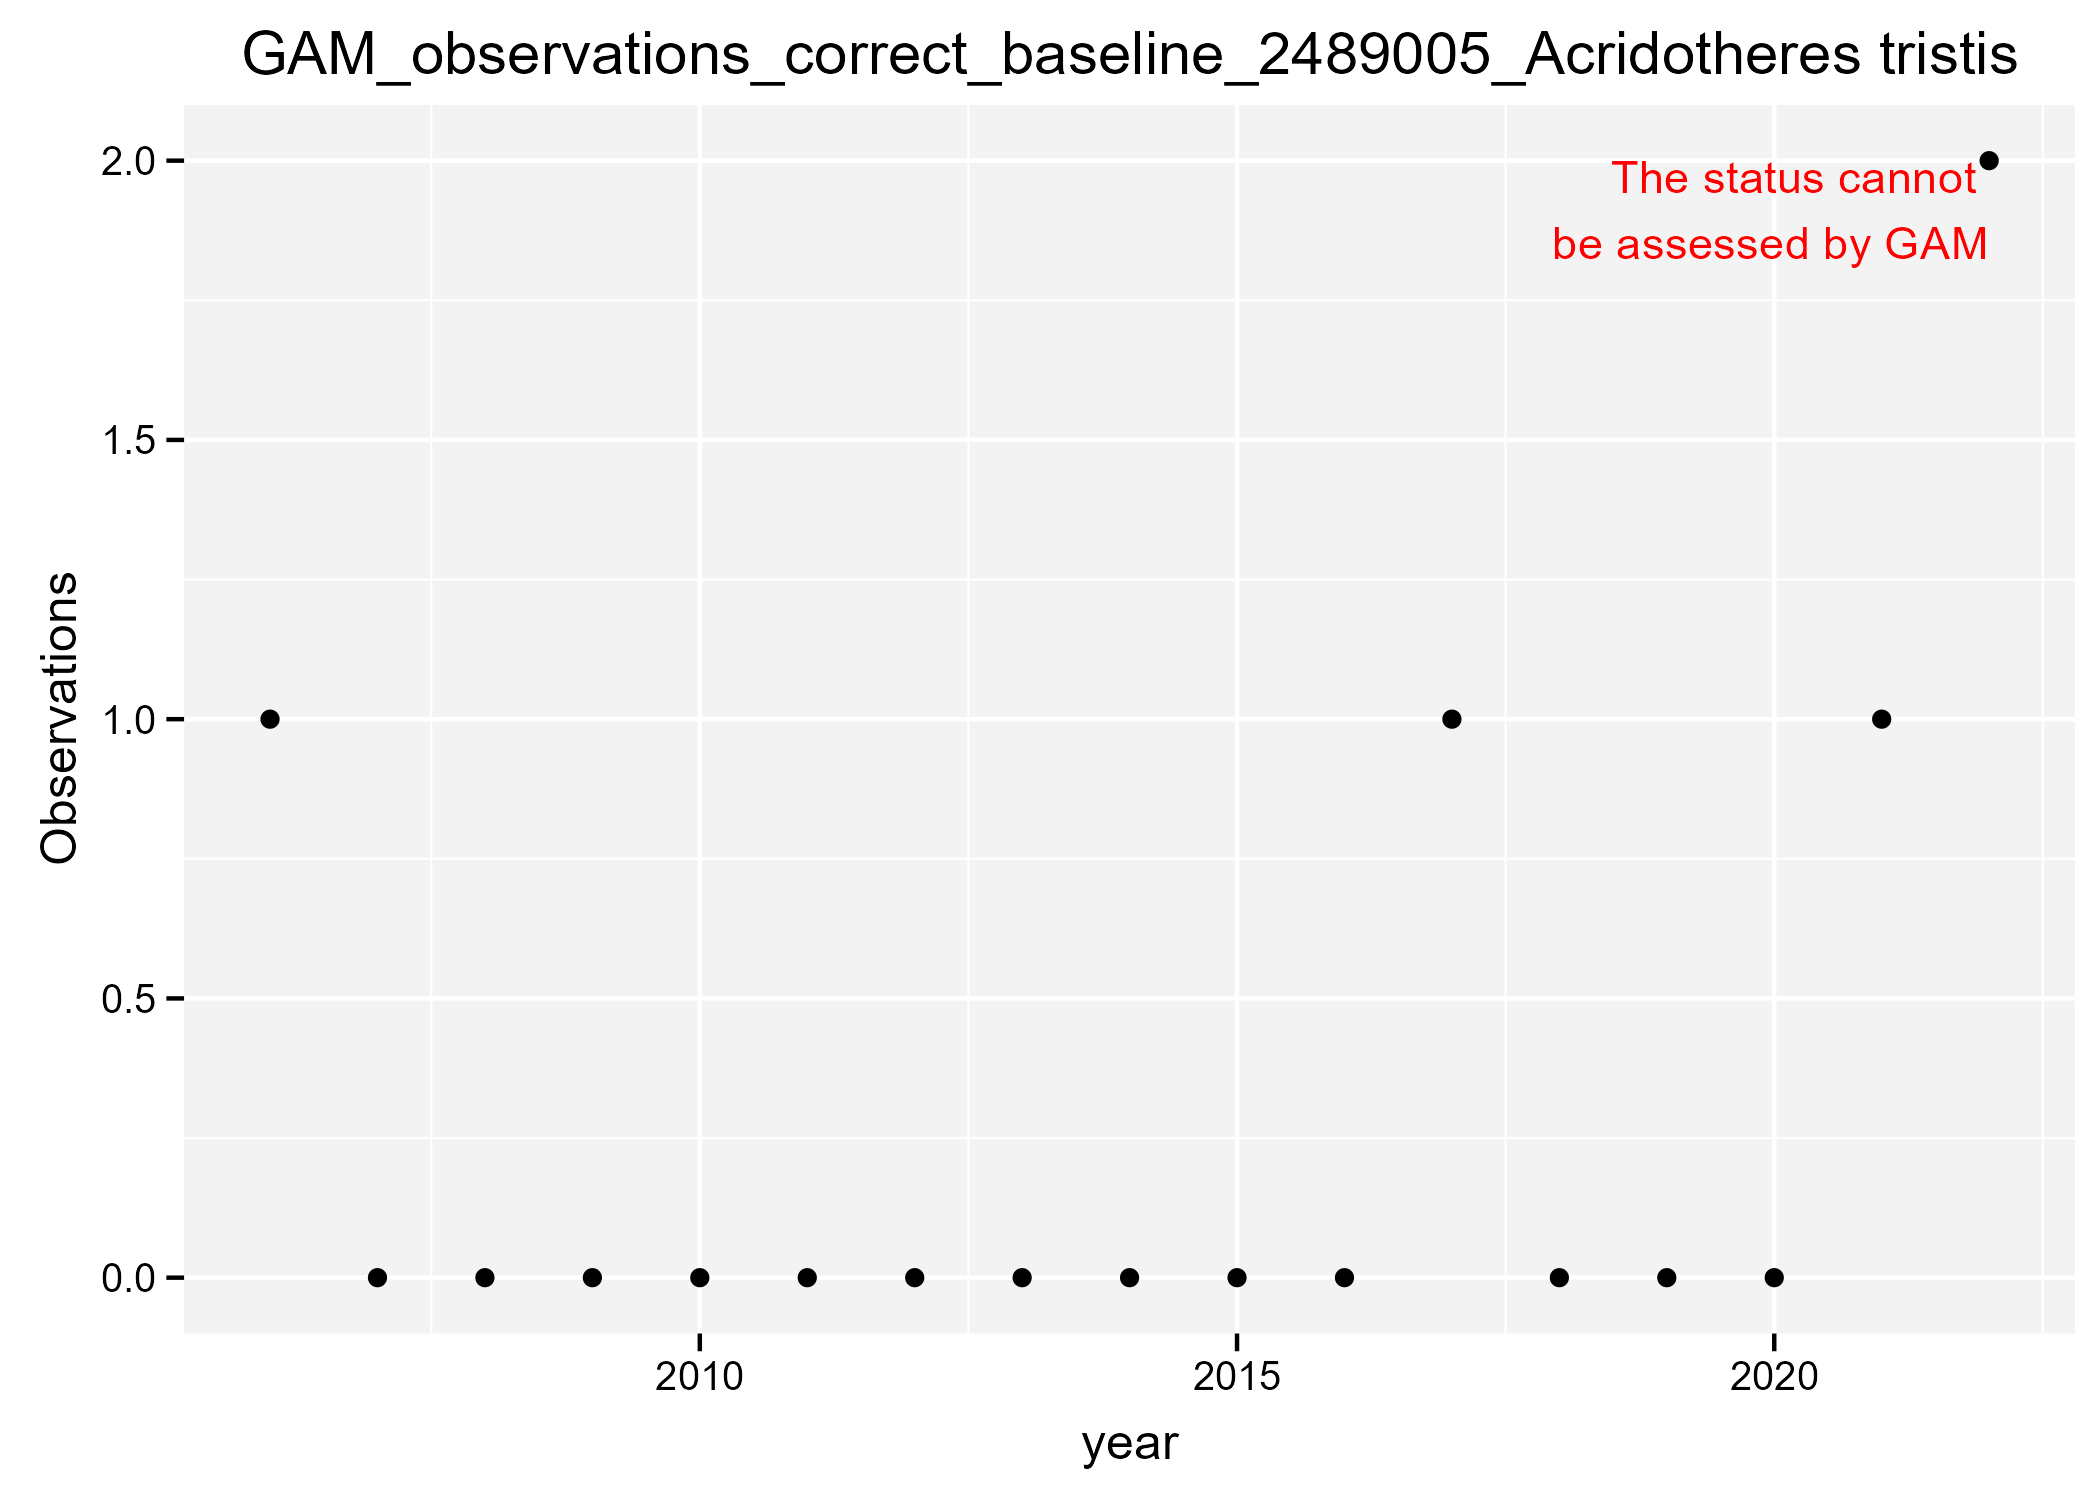 GAM_observations_correct_baseline_2489005_Acridotheres tristis
2.0
The status cannot
be assessed by GAM
1.5
Observations
1.0
0.5
0.0
2010
2015
2020
year